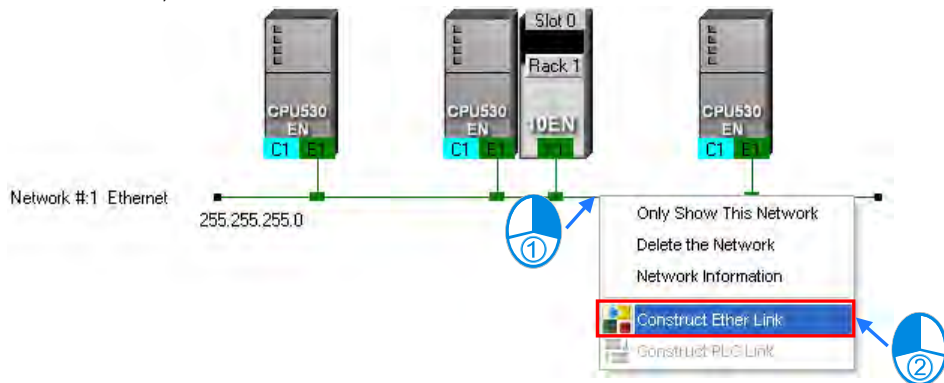 Slot 0
Rack 1
CPU530
EN
C1 E1
CPU530
EN
C1 E1
10EN
CPU530
EN
C1 E1
Network #:1 Ethernet
255.255.255.0
①
Only Show This Network
Delete the Network
Network Information
Construct Ether Link
Construct PLC Link
②